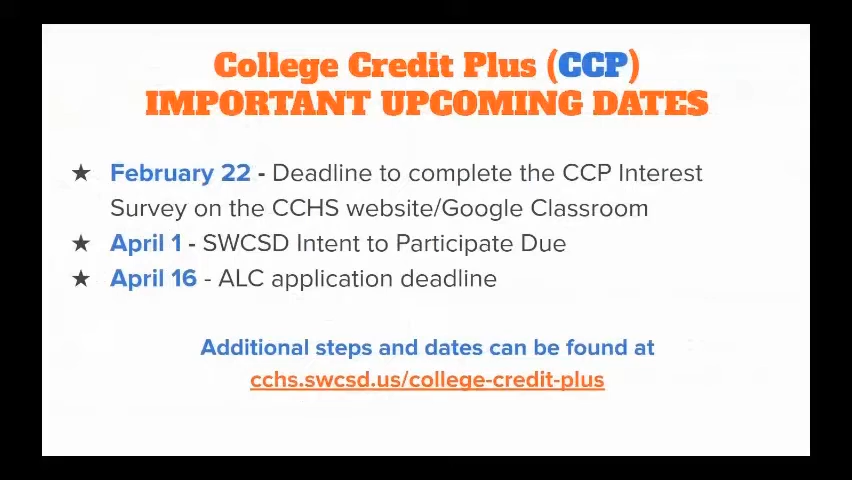 College Credit Plus (CCP)
IMPORTANT UPCOMING DATES
★ February 22 - Deadline to complete the CCP Interest
Survey on the CCHS website/Google Classroom
★ April 1 - SWCSD Intent to Participate Due
★ April 16 - ALC application deadline
Additional steps and dates can be found at
cchs.swcsd.us/college-credit-plus